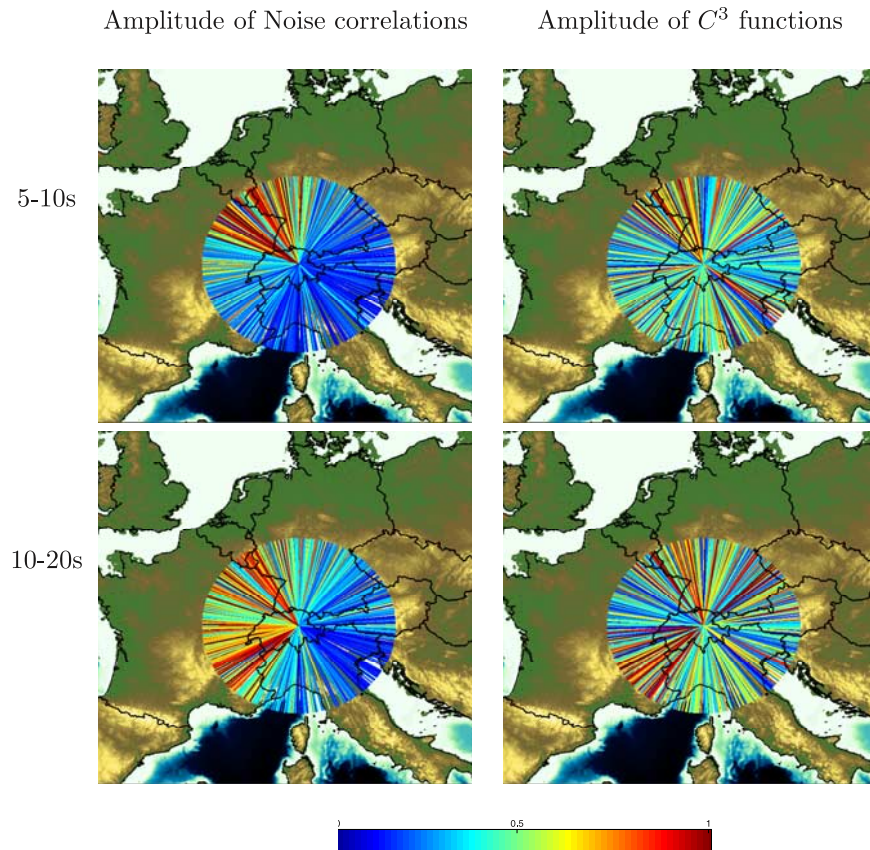 Amplitude of Noise correlations
Amplitude of C³ functions
5-10s
10-20s
0
0.5
1